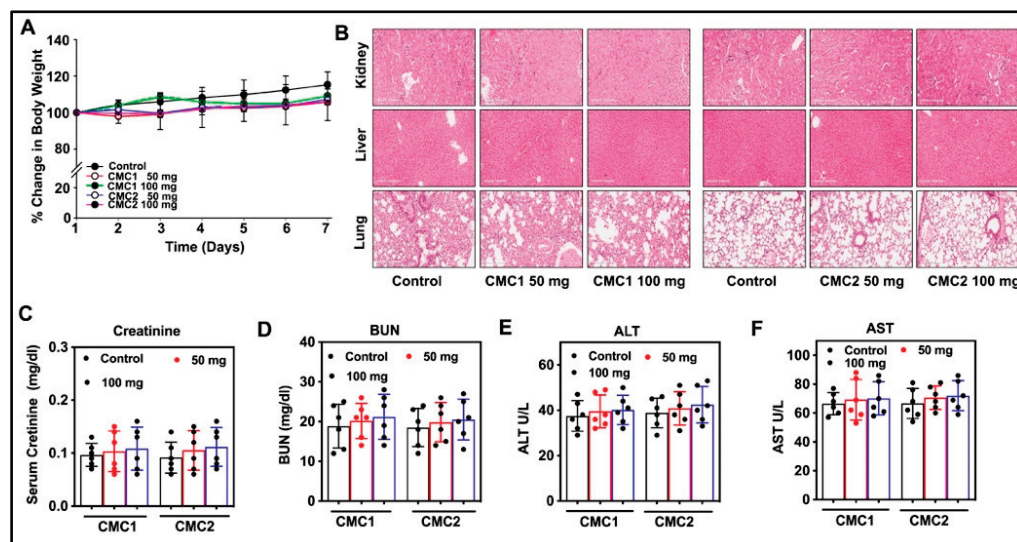 A
% Change in Body Weight
140
120
100
80
20
0
Control
CMC1 50 mg
CMC1 100 mg
CMC2 50 mg
CMC2 100 mg
1 2 3 4 5 6 7
Time (Days)
B
Kidney
Liver
Lung
Control CMC1 50 mg CMC1 100 mg Control CMC2 50 mg CMC2 100 mg
C
Creatinine
Serum Cretinine (mg/dl)
0.3
0.2
0.1
0.0
Control 50 mg
100 mg
CMC1 CMC2
D
BUN
BUN (mg/dl)
40
30
20
10
0
Control 50 mg
100 mg
CMC1 CMC2
E
ALT
ALT U/L
60
40
20
0
Control 50 mg
100 mg
CMC1 CMC2
F
AST
AST U/L
100
80
60
40
20
0
Control 50 mg
100 mg
CMC1 CMC2